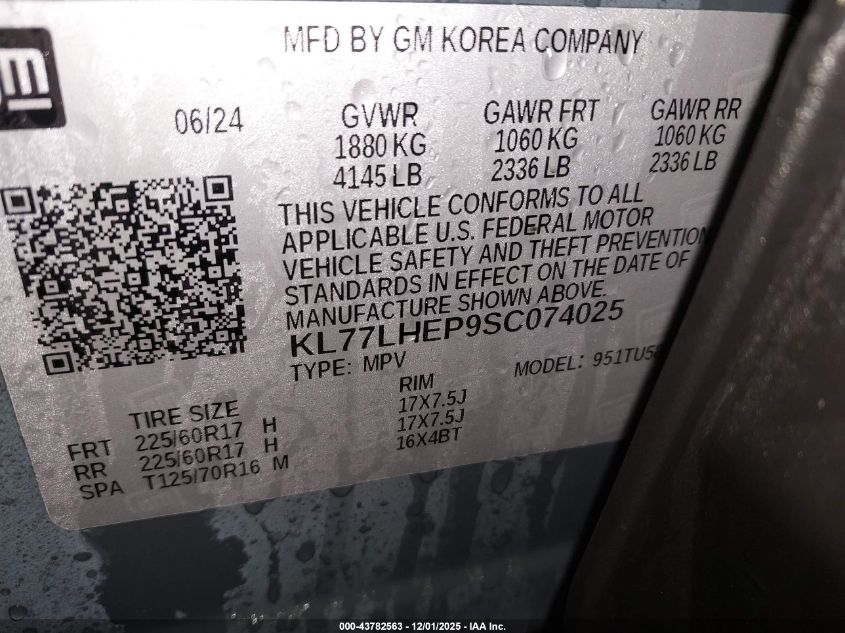 MFD BY GM KOREA COMPANY
06/24
GVWR GAWR FRT GAWR RR
1880 KG 1060 KG 1060 KG
4145 LB 2336 LB 2336 LB
THIS VEHICLE CONFORMS TO ALL
APPLICABLE U.S. FEDERAL MOTOR
VEHICLE SAFETY AND THEFT PREVENTION
STANDARDS IN EFFECT ON THE DATE OF
MANUFACTURE SHOWN ABOVE.
KL77LHEP9SC074025
TYPE: MPV MODEL: 951TU5
TIRE SIZE RIM
FRT 225/60R17 H 17X7.5J
RR 225/60R17 H 17X7.5J
SPA T125/70R16 M 16X4BT
000-43782563 - 12/01/2025 - IAA Inc.